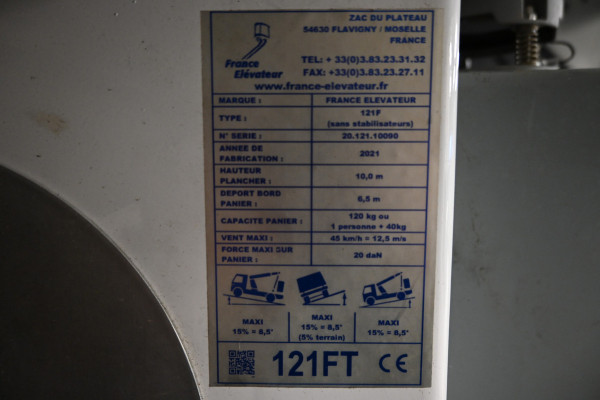 France
Elévateur
ZAC DU PLATEAU
54630 FLAVIGNY / MOSELLE
FRANCE
TEL: + 33(0)3.83.23.31.32
FAX: +33(0)3.83.23.27.11
www.france-elevateur.fr
MARQUE : FRANCE ELEVATEUR
TYPE : 121F
(sans stabilisateurs)
N° SERIE : 20.121.10090
ANNEE DE
FABRICATION : 2021
HAUTEUR
PLANCHER : 10,0 m
DEPORT BORD
PANIER : 6,5 m
CAPACITE PANIER : 120 kg ou
1 personne + 40kg
VENT MAXI : 45 km/h = 12,5 m/s
FORCE MAXI SUR
PANIER : 20 daN
MAXI
15% = 8,5°
MAXI
15% = 8,5°
(5% terrain)
MAXI
15% = 8,5°
121FT CE